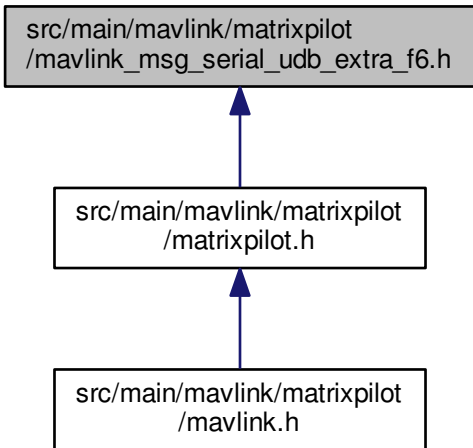 src/main/mavlink/matrixpilot
/mavlink_msg_serial_udb_extra_f6.h
src/main/mavlink/matrixpilot
/matrixpilot.h
src/main/mavlink/matrixpilot
/mavlink.h